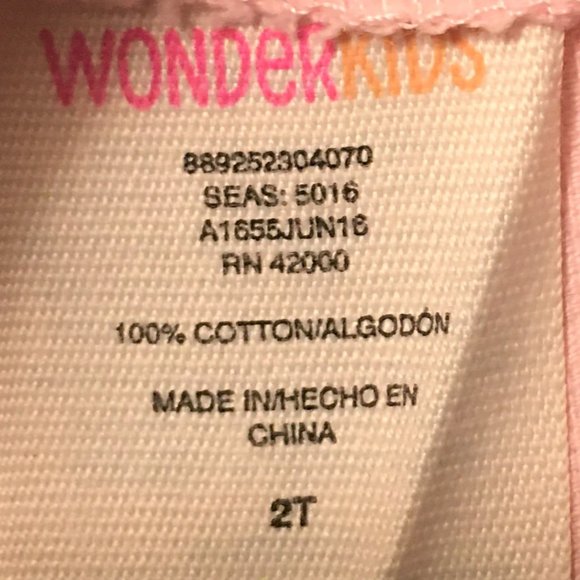 WONDERKIDS
889252304070
SEAS: 5016
A1655JUN16
RN 42000
100% COTTON/ALGODÓN
MADE IN/HECHO EN
CHINA
2T